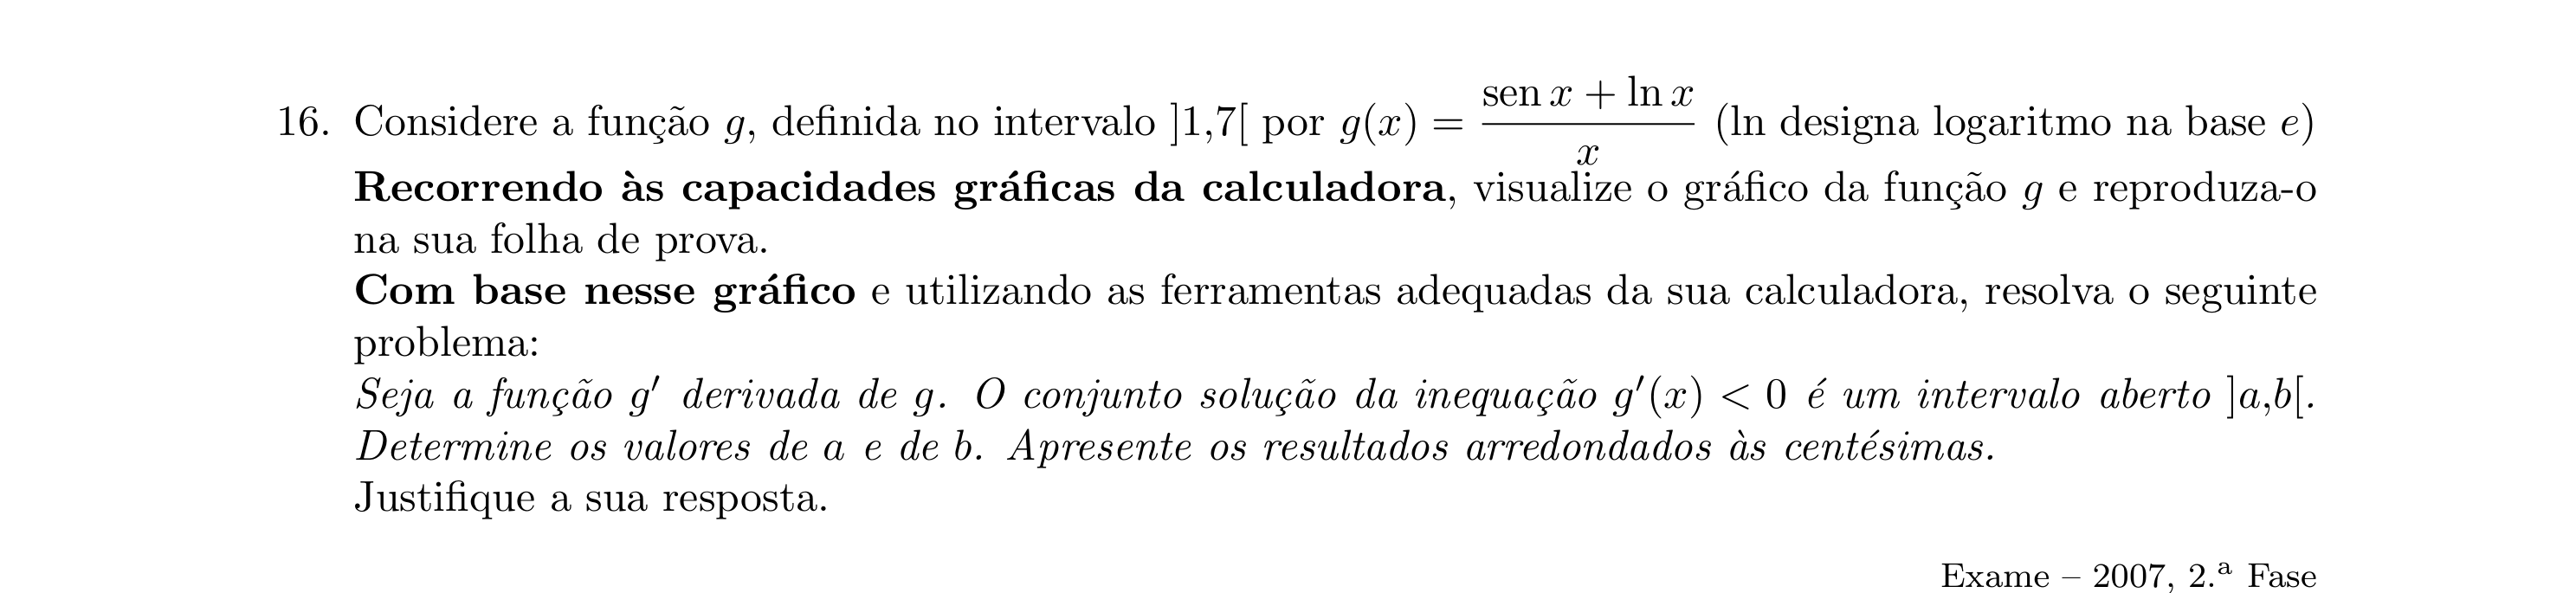 16. Considere a função g, definida no intervalo ]1,7[ por g(x) = (sen x + ln x)/x (ln designa logaritmo na base e)
Recorrendo às capacidades gráficas da calculadora, visualize o gráfico da função g e reproduza-o
na sua folha de prova.
Com base nesse gráfico e utilizando as ferramentas adequadas da sua calculadora, resolva o seguinte
problema:
Seja a função g′ derivada de g. O conjunto solução da inequação g′(x) < 0 é um intervalo aberto ]a,b[.
Determine os valores de a e de b. Apresente os resultados arredondados às centésimas.
Justifique a sua resposta.
Exame – 2007, 2.ª Fase